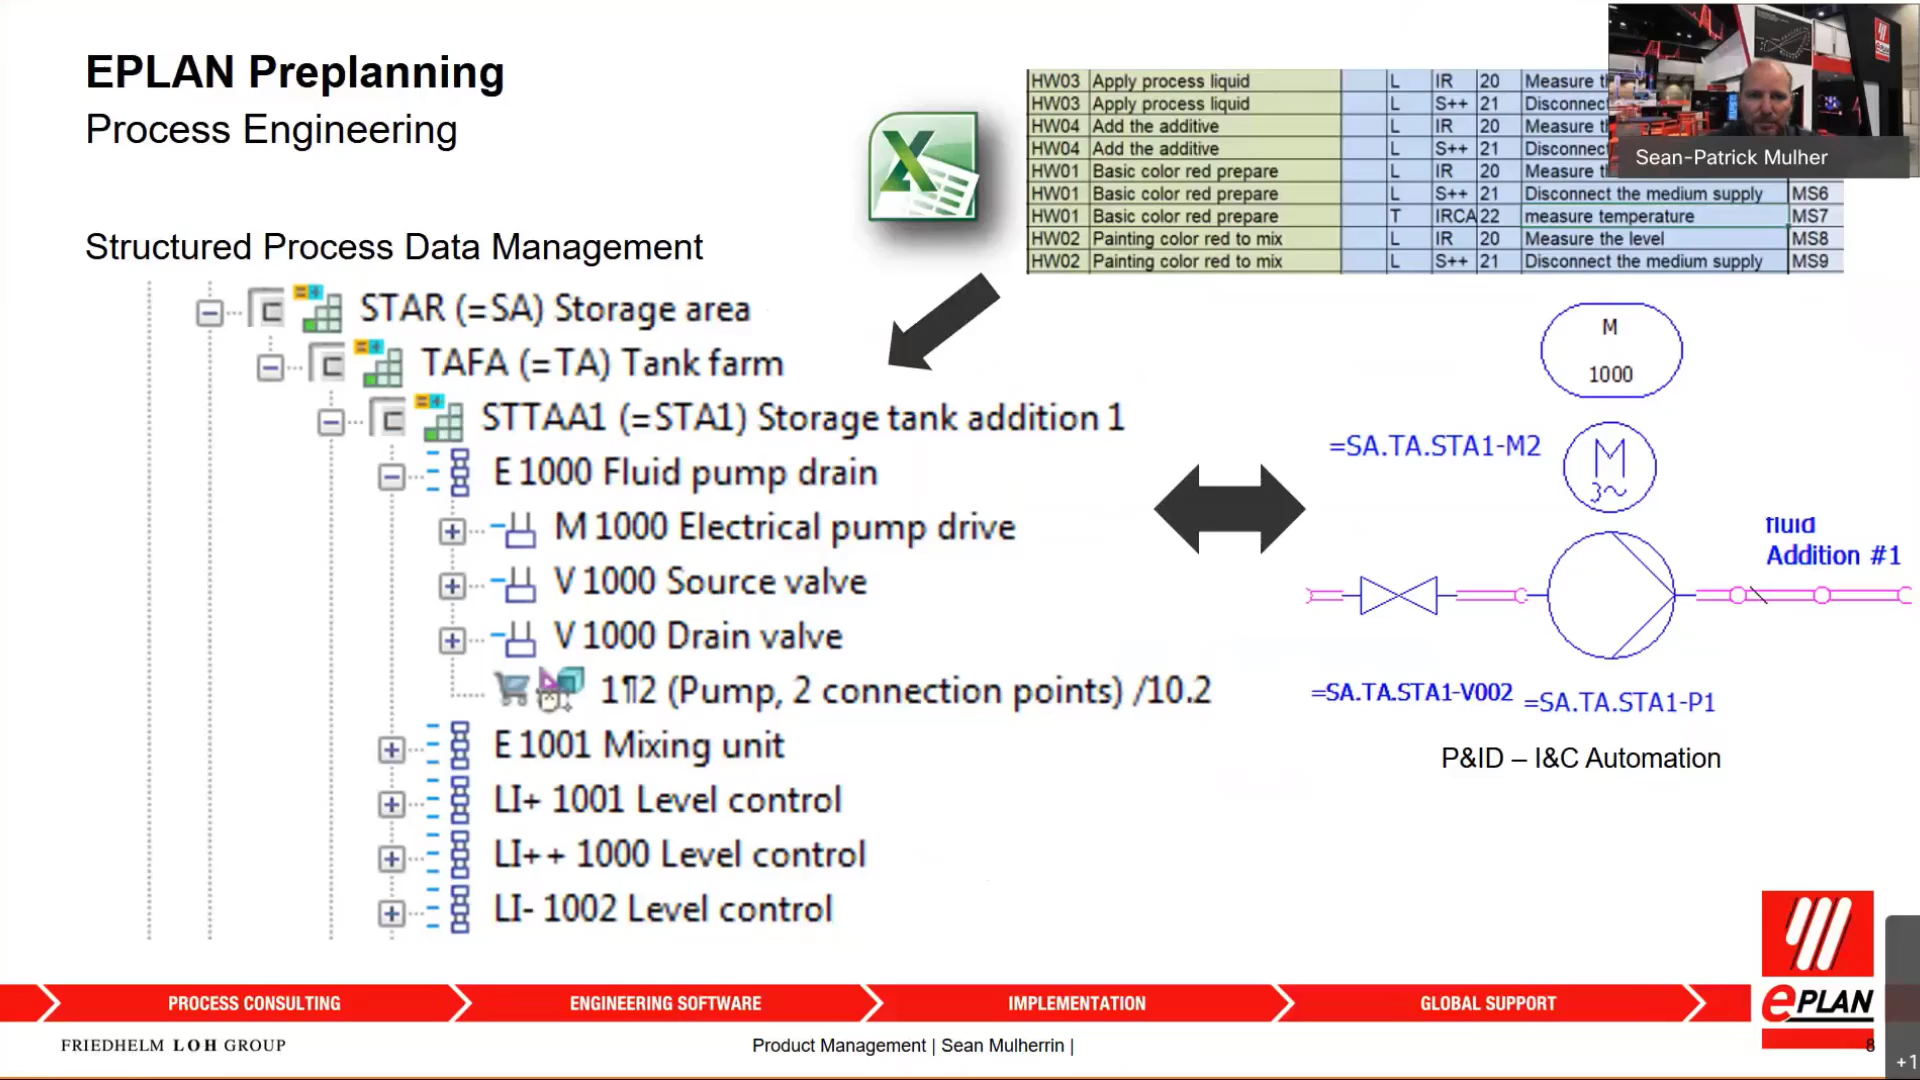 EPLAN Preplanning
Process Engineering
Structured Process Data Management
HW03 Apply process liquid L IR 20 Measure
HW03 Apply process liquid L S++ 21 Disconnect
HW04 Add the additive L IR 20 Measure
HW04 Add the additive L S++ 21 Disconnect
HW01 Basic color red prepare L IR 20 Measure
HW01 Basic color red prepare L S++ 21 Disconnect the medium supply MS6
HW01 Basic color red prepare T IRCA 22 measure temperature MS7
HW02 Painting color red to mix L IR 20 Measure the level MS8
HW02 Painting color red to mix L S++ 21 Disconnect the medium supply MS9
Sean-Patrick Mulher
STAR (=SA) Storage area
TAFA (=TA) Tank farm
STTAA1 (=STA1) Storage tank addition 1
E 1000 Fluid pump drain
M 1000 Electrical pump drive
V 1000 Source valve
V 1000 Drain valve
1¶2 (Pump, 2 connection points) /10.2
E 1001 Mixing unit
LI+ 1001 Level control
LI++ 1000 Level control
LI- 1002 Level control
M
1000
=SA.TA.STA1-M2
M
3~
fluid
Addition #1
=SA.TA.STA1-V002
=SA.TA.STA1-P1
P&ID – I&C Automation
PROCESS CONSULTING
ENGINEERING SOFTWARE
IMPLEMENTATION
GLOBAL SUPPORT
ePLAN
FRIEDHELM LOH GROUP
Product Management | Sean Mulherrin |
8
+1